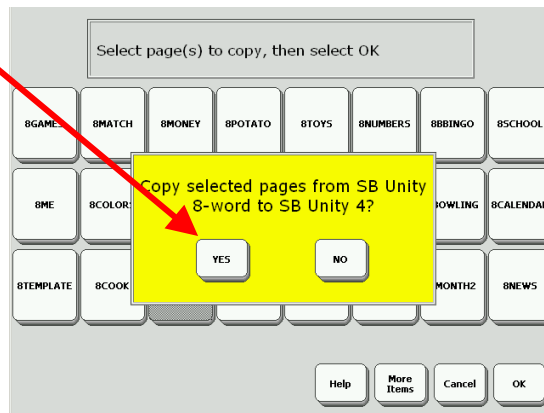 Select page(s) to copy, then select OK
8GAMES 8MATCH 8MONEY 8POTATO 8TOYS 8NUMBERS 8BBINGO 8SCHOOL
Copy selected pages from SB Unity
8-word to SB Unity 4?
8ME 8COLOR OWLING 8CALENDA
YES NO
8TEMPLATE 8COOK MONTH2 8NEWS
Help More Items Cancel OK